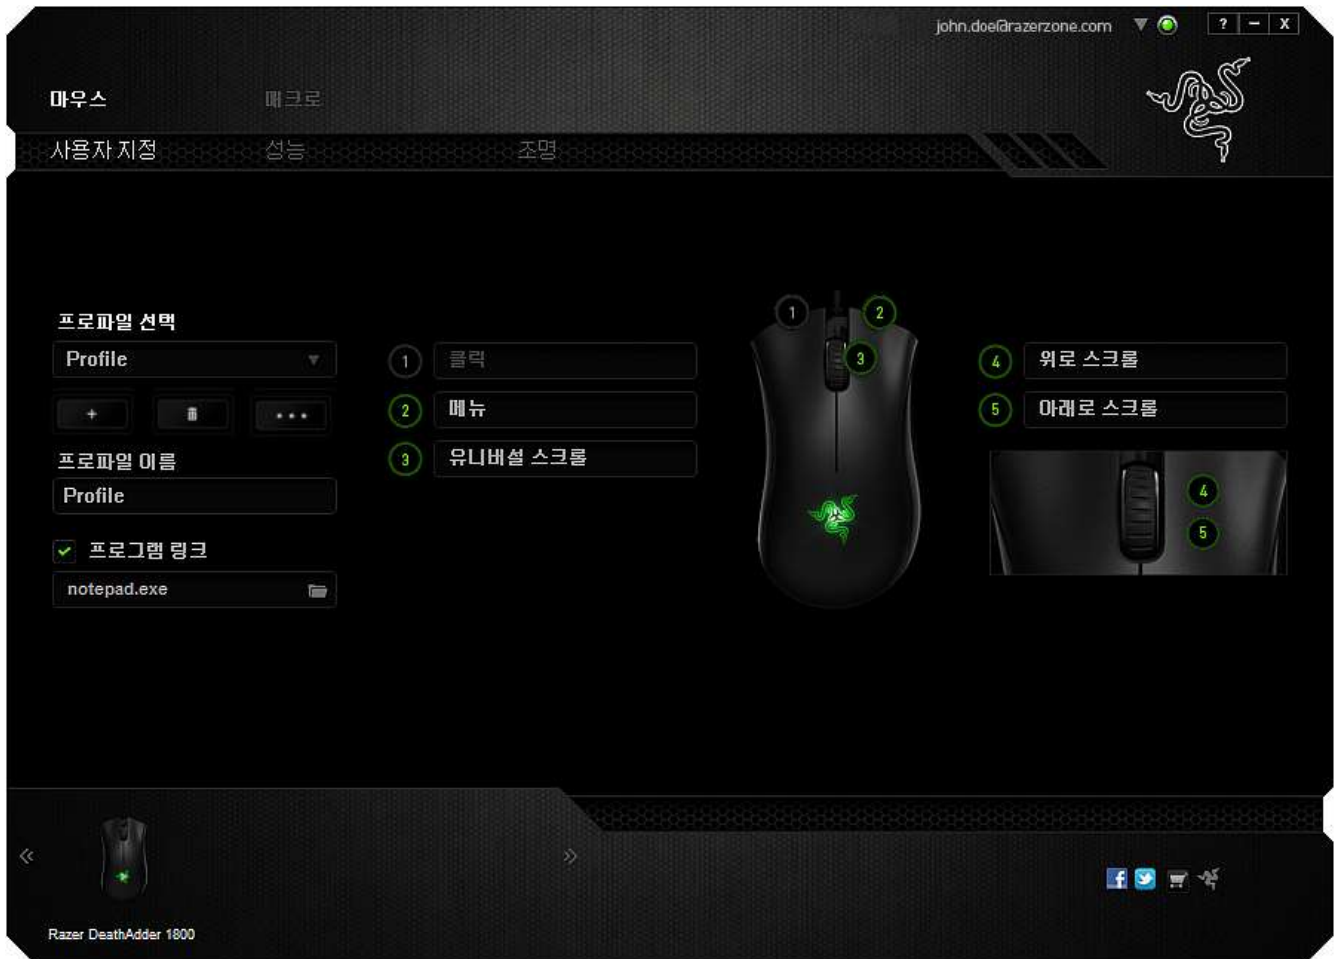 john.doe@razerzone.com ? – X
마우스 매크로
사용자 지정 성능 조명
프로파일 선택
Profile
+
•••
프로파일 이름
Profile
프로그램 링크
notepad.exe
1 클릭
2 메뉴
3 유니버설 스크롤
1 2
3
4 위로 스크롤
5 아래로 스크롤
4
5
« »
Razer DeathAdder 1800